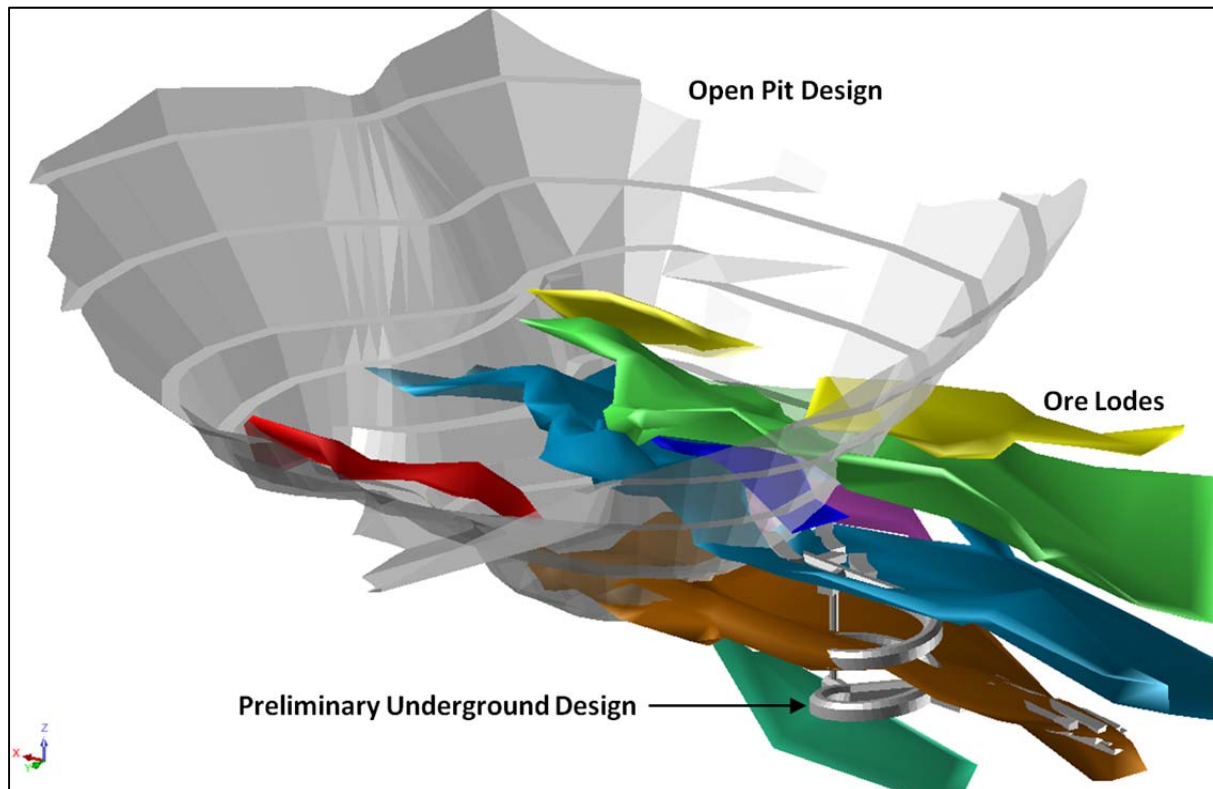 Open Pit Design
Ore Lodes
Preliminary Underground Design
Z
X
Y